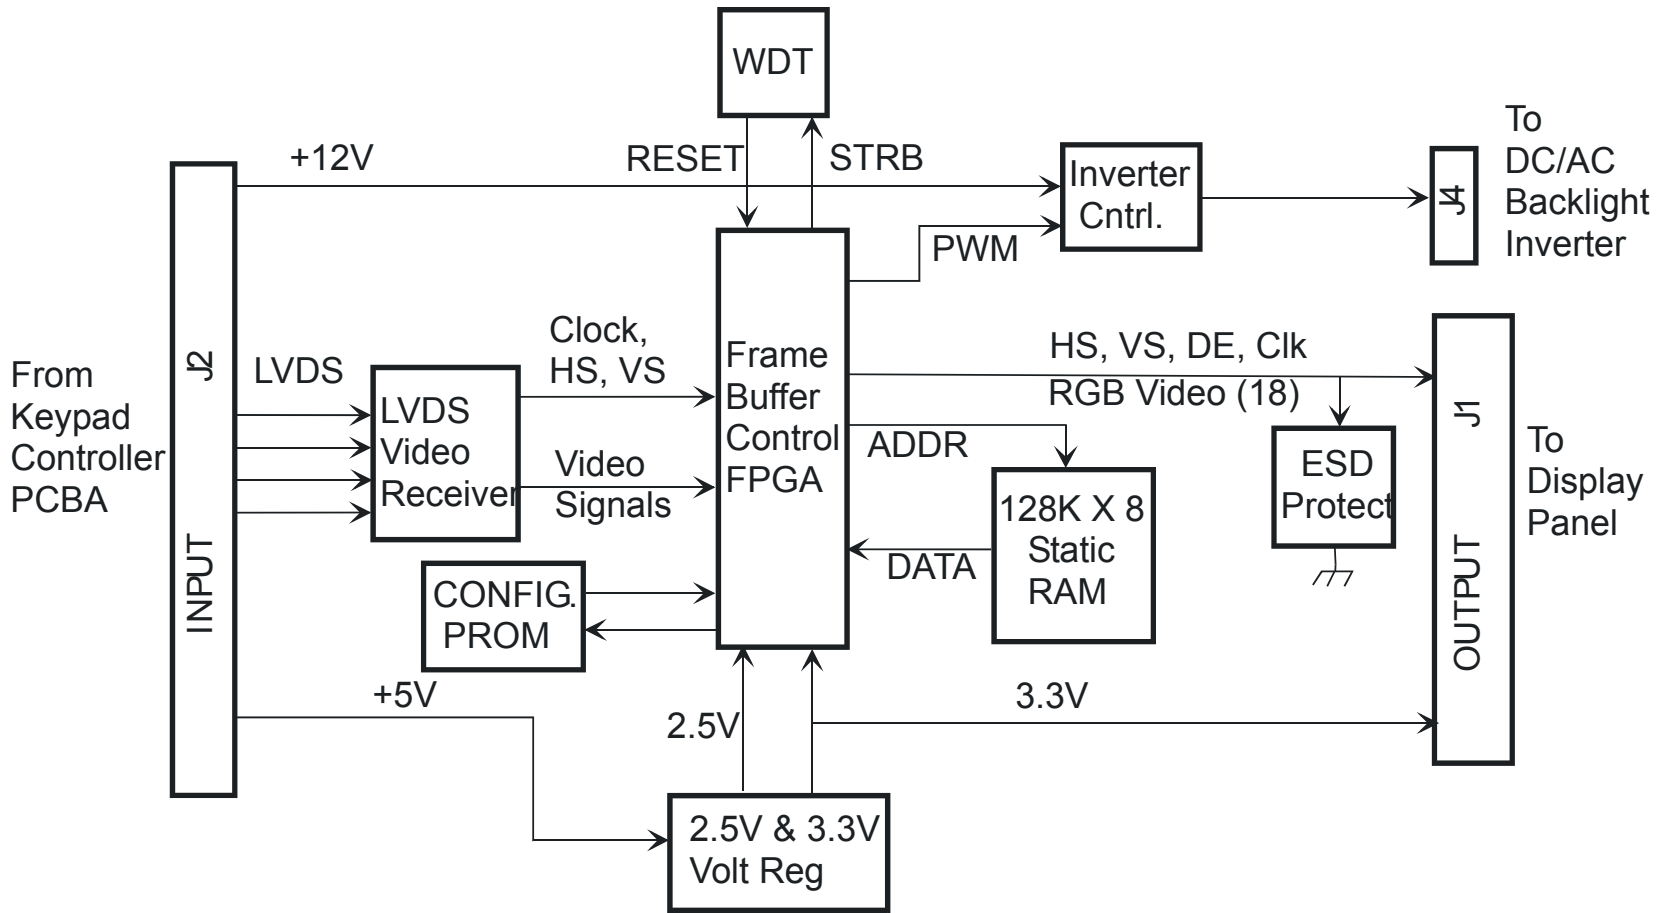 WDT
To
DC/AC
Backlight
Inverter
+12V
RESET
STRB
Inverter
Cntrl.
J4
PWM
From
Keypad
Controller
PCBA
J2
INPUT
LVDS
LVDS
Video
Receiver
Clock,
HS, VS
Video
Signals
Frame
Buffer
Control
FPGA
HS, VS, DE, Clk
RGB Video (18)
ADDR
128K X 8
Static
RAM
DATA
ESD
Protect
J1
OUTPUT
To
Display
Panel
CONFIG.
PROM
+5V
2.5V
3.3V
2.5V & 3.3V
Volt Reg